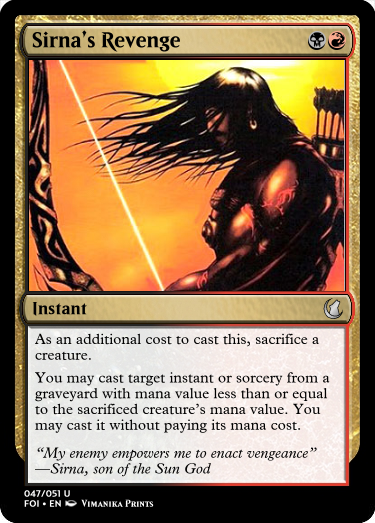 Sirna's Revenge
Instant
As an additional cost to cast this, sacrifice a
creature.
You may cast target instant or sorcery from a
graveyard with mana value less than or equal
to the sacrificed creature's mana value. You
may cast it without paying its mana cost.
“My enemy empowers me to enact vengeance”
—Sirna, son of the Sun God
047/051 U
FOI • EN Vimanika Prints